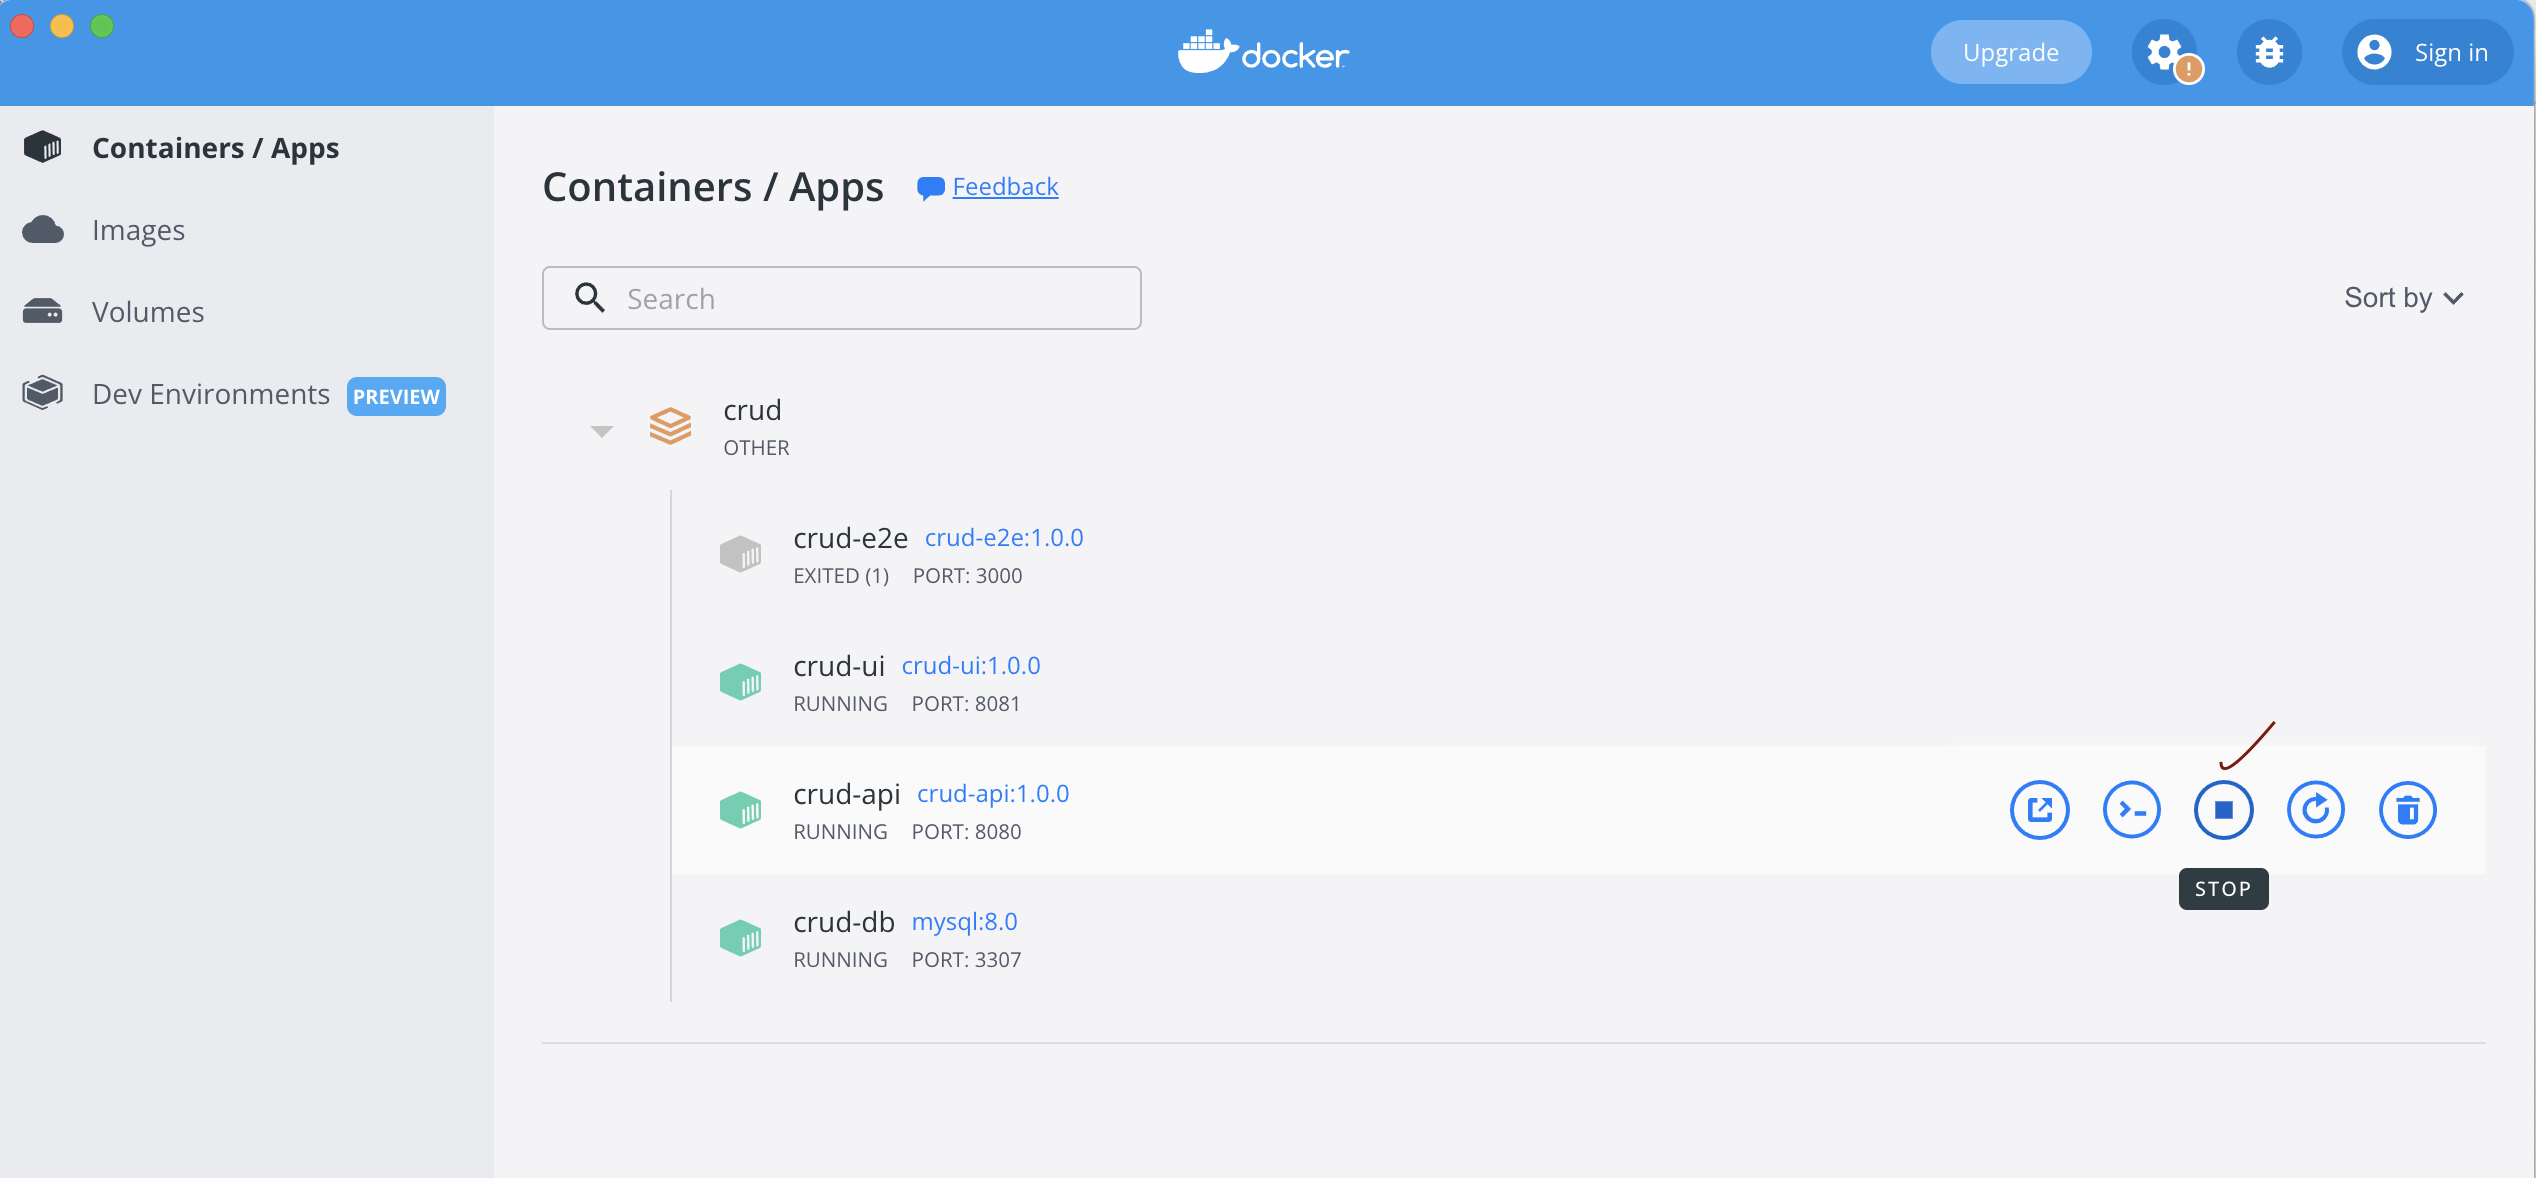 docker
Upgrade
Sign in
Containers / Apps
Images
Volumes
Dev Environments PREVIEW
Containers / Apps Feedback
Search
Sort by
crud
OTHER
crud-e2e crud-e2e:1.0.0
EXITED (1) PORT: 3000
crud-ui crud-ui:1.0.0
RUNNING PORT: 8081
crud-api crud-api:1.0.0
RUNNING PORT: 8080
STOP
crud-db mysql:8.0
RUNNING PORT: 3307